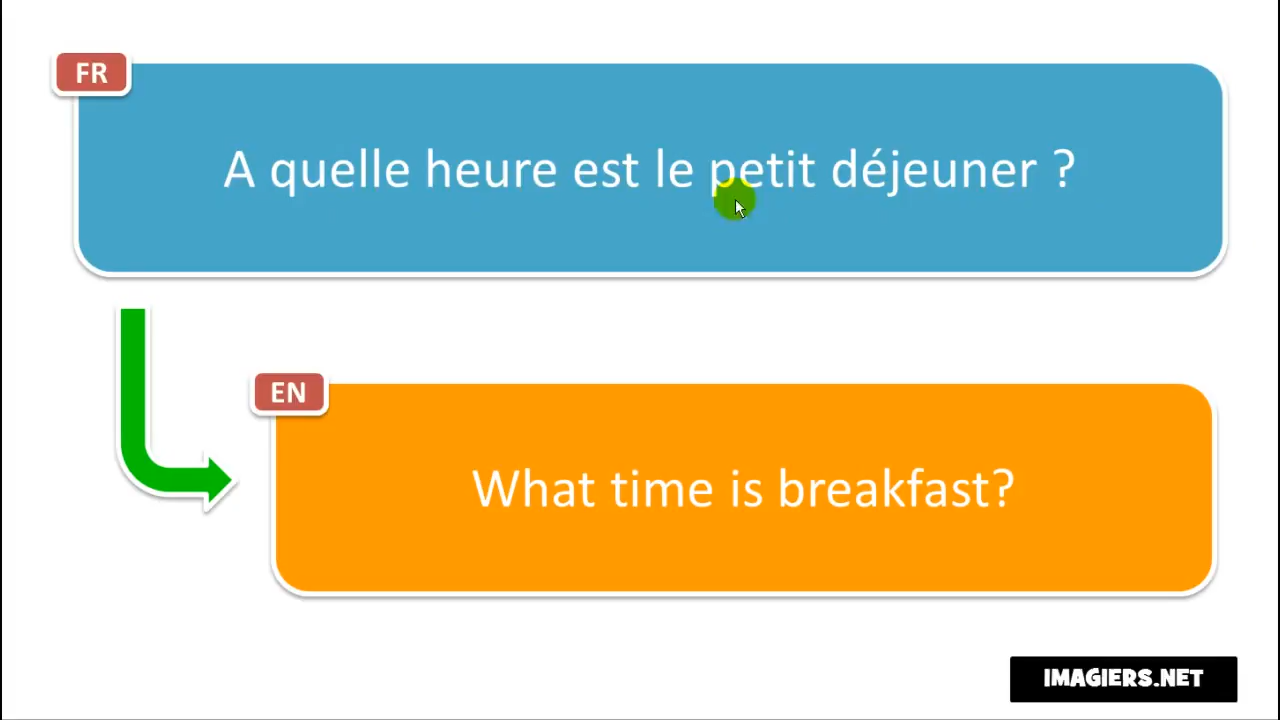 FR
A quelle heure est le petit déjeuner ?
EN
What time is breakfast?
IMAGIERS.NET